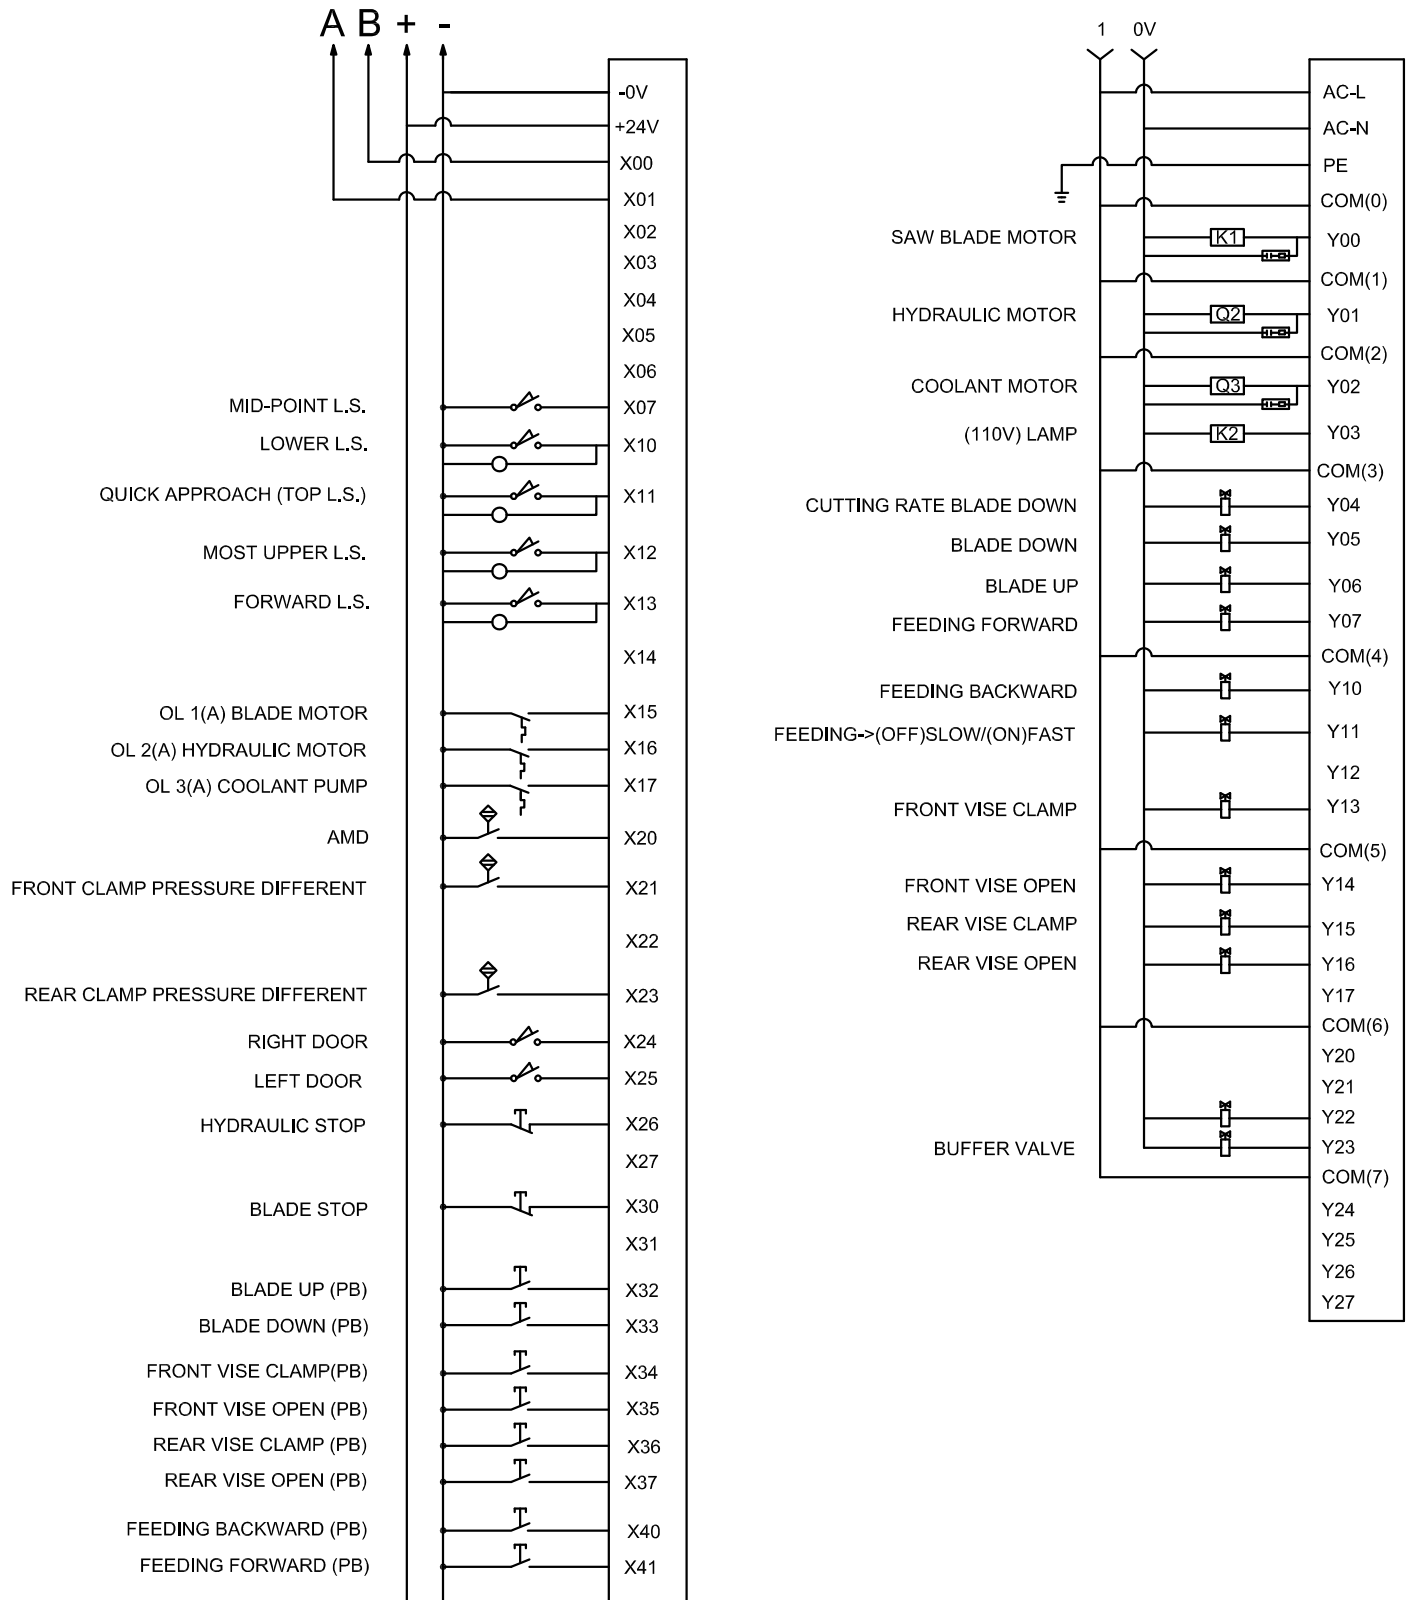 A B + -
-0V
+24V
X00
X01
X02
X03
X04
X05
X06
MID-POINT L.S. X07
LOWER L.S. X10
QUICK APPROACH (TOP L.S.) X11
MOST UPPER L.S. X12
FORWARD L.S. X13
X14
OL 1(A) BLADE MOTOR X15
OL 2(A) HYDRAULIC MOTOR X16
OL 3(A) COOLANT PUMP X17
AMD X20
FRONT CLAMP PRESSURE DIFFERENT X21
X22
REAR CLAMP PRESSURE DIFFERENT X23
RIGHT DOOR X24
LEFT DOOR X25
HYDRAULIC STOP X26
X27
BLADE STOP X30
X31
BLADE UP (PB) X32
BLADE DOWN (PB) X33
FRONT VISE CLAMP(PB) X34
FRONT VISE OPEN (PB) X35
REAR VISE CLAMP (PB) X36
REAR VISE OPEN (PB) X37
FEEDING BACKWARD (PB) X40
FEEDING FORWARD (PB) X41
1 0V
AC-L
AC-N
PE
COM(0)
SAW BLADE MOTOR K1 Y00
COM(1)
HYDRAULIC MOTOR Q2 Y01
COM(2)
COOLANT MOTOR Q3 Y02
(110V) LAMP K2 Y03
COM(3)
CUTTING RATE BLADE DOWN Y04
BLADE DOWN Y05
BLADE UP Y06
FEEDING FORWARD Y07
COM(4)
FEEDING BACKWARD Y10
FEEDING->(OFF)SLOW/(ON)FAST Y11
Y12
FRONT VISE CLAMP Y13
COM(5)
FRONT VISE OPEN Y14
REAR VISE CLAMP Y15
REAR VISE OPEN Y16
Y17
COM(6)
Y20
Y21
Y22
BUFFER VALVE Y23
COM(7)
Y24
Y25
Y26
Y27